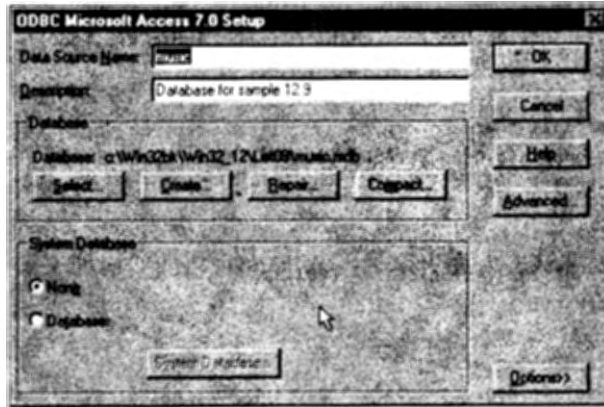 ODBC Microsoft Access 7.0 Setup
Data Source Name: music
OK
Description: Database for sample 12.9
Cancel
Database
Database: c:\Win32bk\Win32_12\List09\music.mdb
Help
Select... Create... Repair... Compact...
Advanced...
System Database
None
Database:
System Database...
Options>>